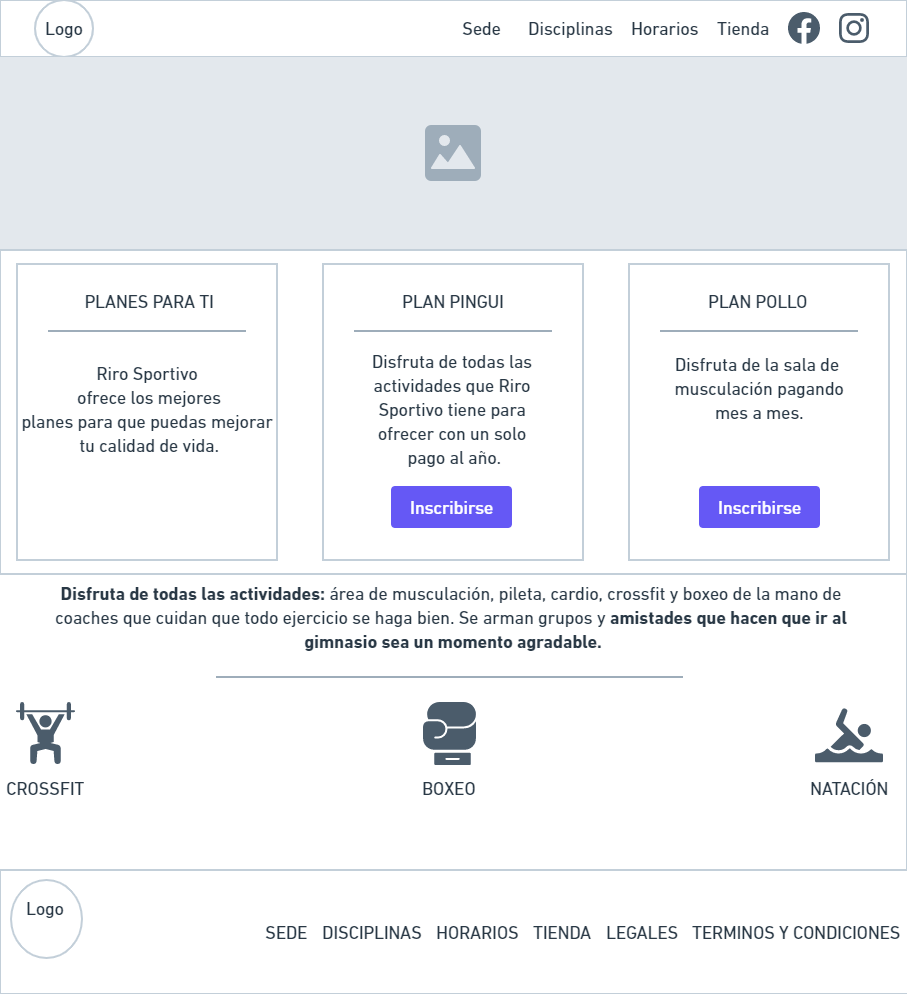 Logo
Sede Disciplinas Horarios Tienda
PLANES PARA TI
Riro Sportivo
ofrece los mejores
planes para que puedas mejorar
tu calidad de vida.
PLAN PINGUI
Disfruta de todas las
actividades que Riro
Sportivo tiene para
ofrecer con un solo
pago al año.
Inscribirse
PLAN POLLO
Disfruta de la sala de
musculación pagando
mes a mes.
Inscribirse
Disfruta de todas las actividades: área de musculación, pileta, cardio, crossfit y boxeo de la mano de
coaches que cuidan que todo ejercicio se haga bien. Se arman grupos y amistades que hacen que ir al
gimnasio sea un momento agradable.
CROSSFIT
BOXEO
NATACIÓN
Logo
SEDE DISCIPLINAS HORARIOS TIENDA LEGALES TERMINOS Y CONDICIONES